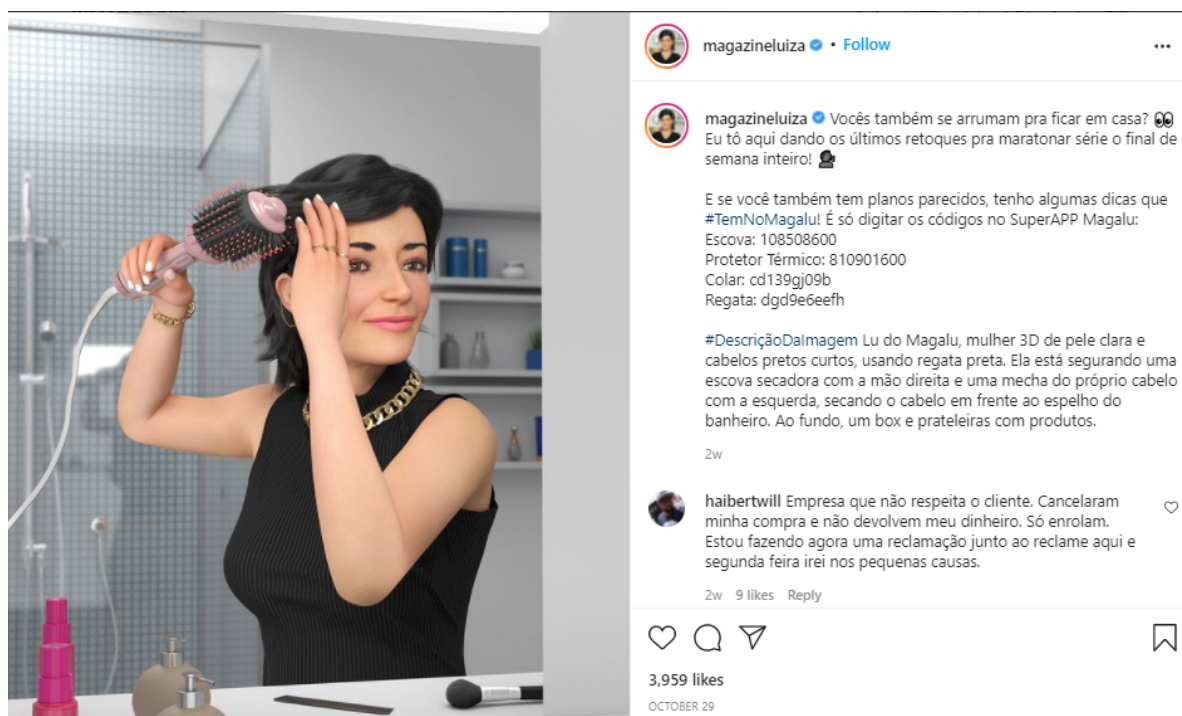 magazineluiza • Follow
magazineluiza Vocês também se arrumam pra ficar em casa? 👀
Eu tô aqui dando os últimos retoques pra maratonar série o final de
semana inteiro!
E se você também tem planos parecidos, tenho algumas dicas que
#TemNoMagalu! É só digitar os códigos no SuperAPP Magalu:
Escova: 108508600
Protetor Térmico: 810901600
Colar: cd139gj09b
Regata: dgd9e6eefh
#DescriçãoDaImagem Lu do Magalu, mulher 3D de pele clara e
cabelos pretos curtos, usando regata preta. Ela está segurando uma
escova secadora com a mão direita e uma mecha do próprio cabelo
com a esquerda, secando o cabelo em frente ao espelho do
banheiro. Ao fundo, um box e prateleiras com produtos.
2w
haibertwill Empresa que não respeita o cliente. Cancelaram
minha compra e não devolvem meu dinheiro. Só enrolam.
Estou fazendo agora uma reclamação junto ao reclame aqui e
segunda feira irei nos pequenas causas.
2w 9 likes Reply
3,959 likes
OCTOBER 29